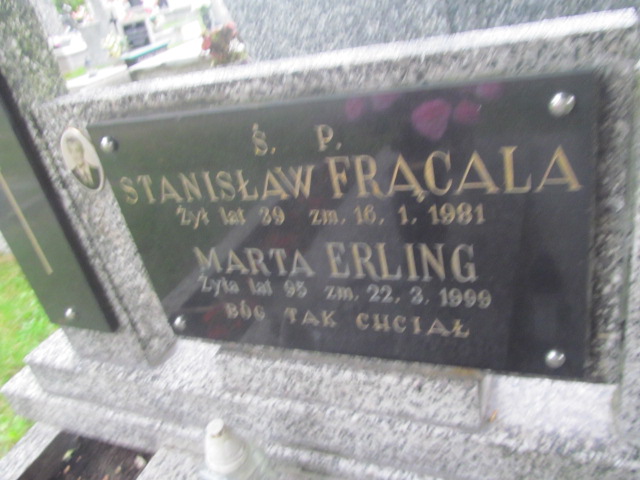 Ś. P.
STANISŁAW FRĄCALA
Żył lat 39 zm. 16. 1. 1981
MARTA ERLING
Żyła lat 95 zm. 22. 3. 1999
BÓG TAK CHCIAŁ